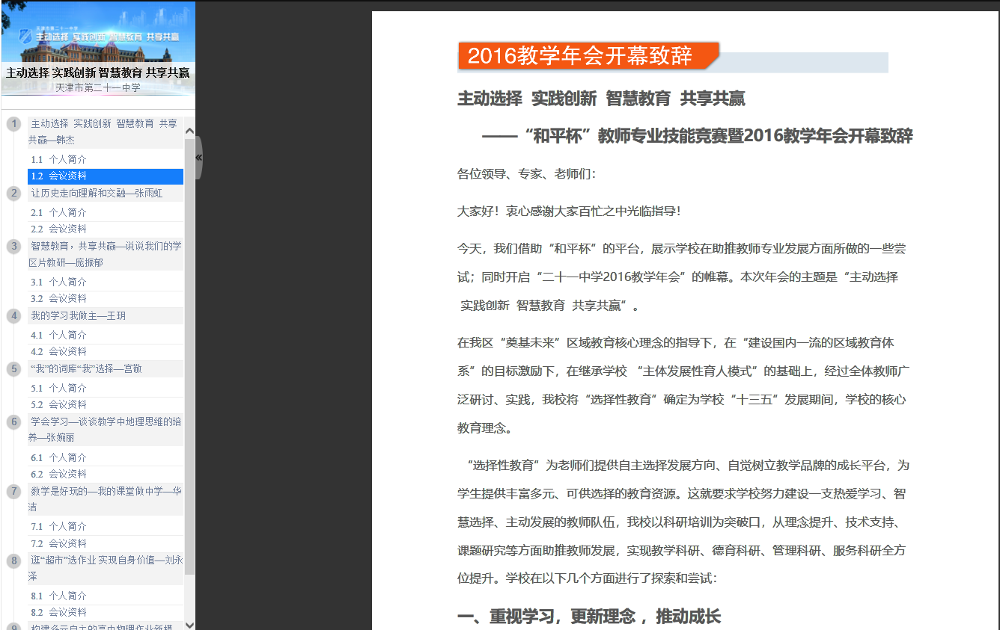 天津市第二十一中学
主动选择 实践创新 智慧教育 共享共赢
主动选择 实践创新 智慧教育 共享共赢
天津市第二十一中学
1 主动选择 实践创新 智慧教育 共享
共赢—韩杰
1.1 个人简介
1.2 会议资料
2 让历史走向理解和交融—张雨虹
2.1 个人简介
2.2 会议资料
3 智慧教育，共享共赢—说说我们的学
区片教研—庞振郁
3.1 个人简介
3.2 会议资料
4 我的学习我做主—王玥
4.1 个人简介
4.2 会议资料
5 “我”的词库“我”选择—宫敬
5.1 个人简介
5.2 会议资料
6 学会学习—谈谈教学中地理思维的培
养—张婉丽
6.1 个人简介
6.2 会议资料
7 数学是好玩的—我的课堂做中学—华
洁
7.1 个人简介
7.2 会议资料
8 逛“超市”选作业 实现自身价值—刘永
泽
8.1 个人简介
8.2 会议资料
9 构建多元自主的高中物理作业新模
«
2016教学年会开幕致辞
主动选择 实践创新 智慧教育 共享共赢
——“和平杯”教师专业技能竞赛暨2016教学年会开幕致辞
各位领导、专家、老师们：
大家好！衷心感谢大家百忙之中光临指导！
今天，我们借助“和平杯”的平台，展示学校在助推教师专业发展方面所做的一些尝
试；同时开启“二十一中学2016教学年会”的帷幕。本次年会的主题是“主动选择
实践创新 智慧教育 共享共赢”。
在我区“奠基未来”区域教育核心理念的指导下，在“建设国内一流的区域教育体
系”的目标激励下，在继承学校 “主体发展性育人模式”的基础上，经过全体教师广
泛研讨、实践，我校将“选择性教育”确定为学校“十三五”发展期间，学校的核心
教育理念。
“选择性教育”为老师们提供自主选择发展方向、自觉树立教学品牌的成长平台，为
学生提供丰富多元、可供选择的教育资源。这就要求学校努力建设一支热爱学习、智
慧选择、主动发展的教师队伍，我校以科研培训为突破口，从理念提升、技术支持、
课题研究等方面助推教师发展，实现教学科研、德育科研、管理科研、服务科研全方
位提升。学校在以下几个方面进行了探索和尝试：
一、重视学习，更新理念 ，推动成长